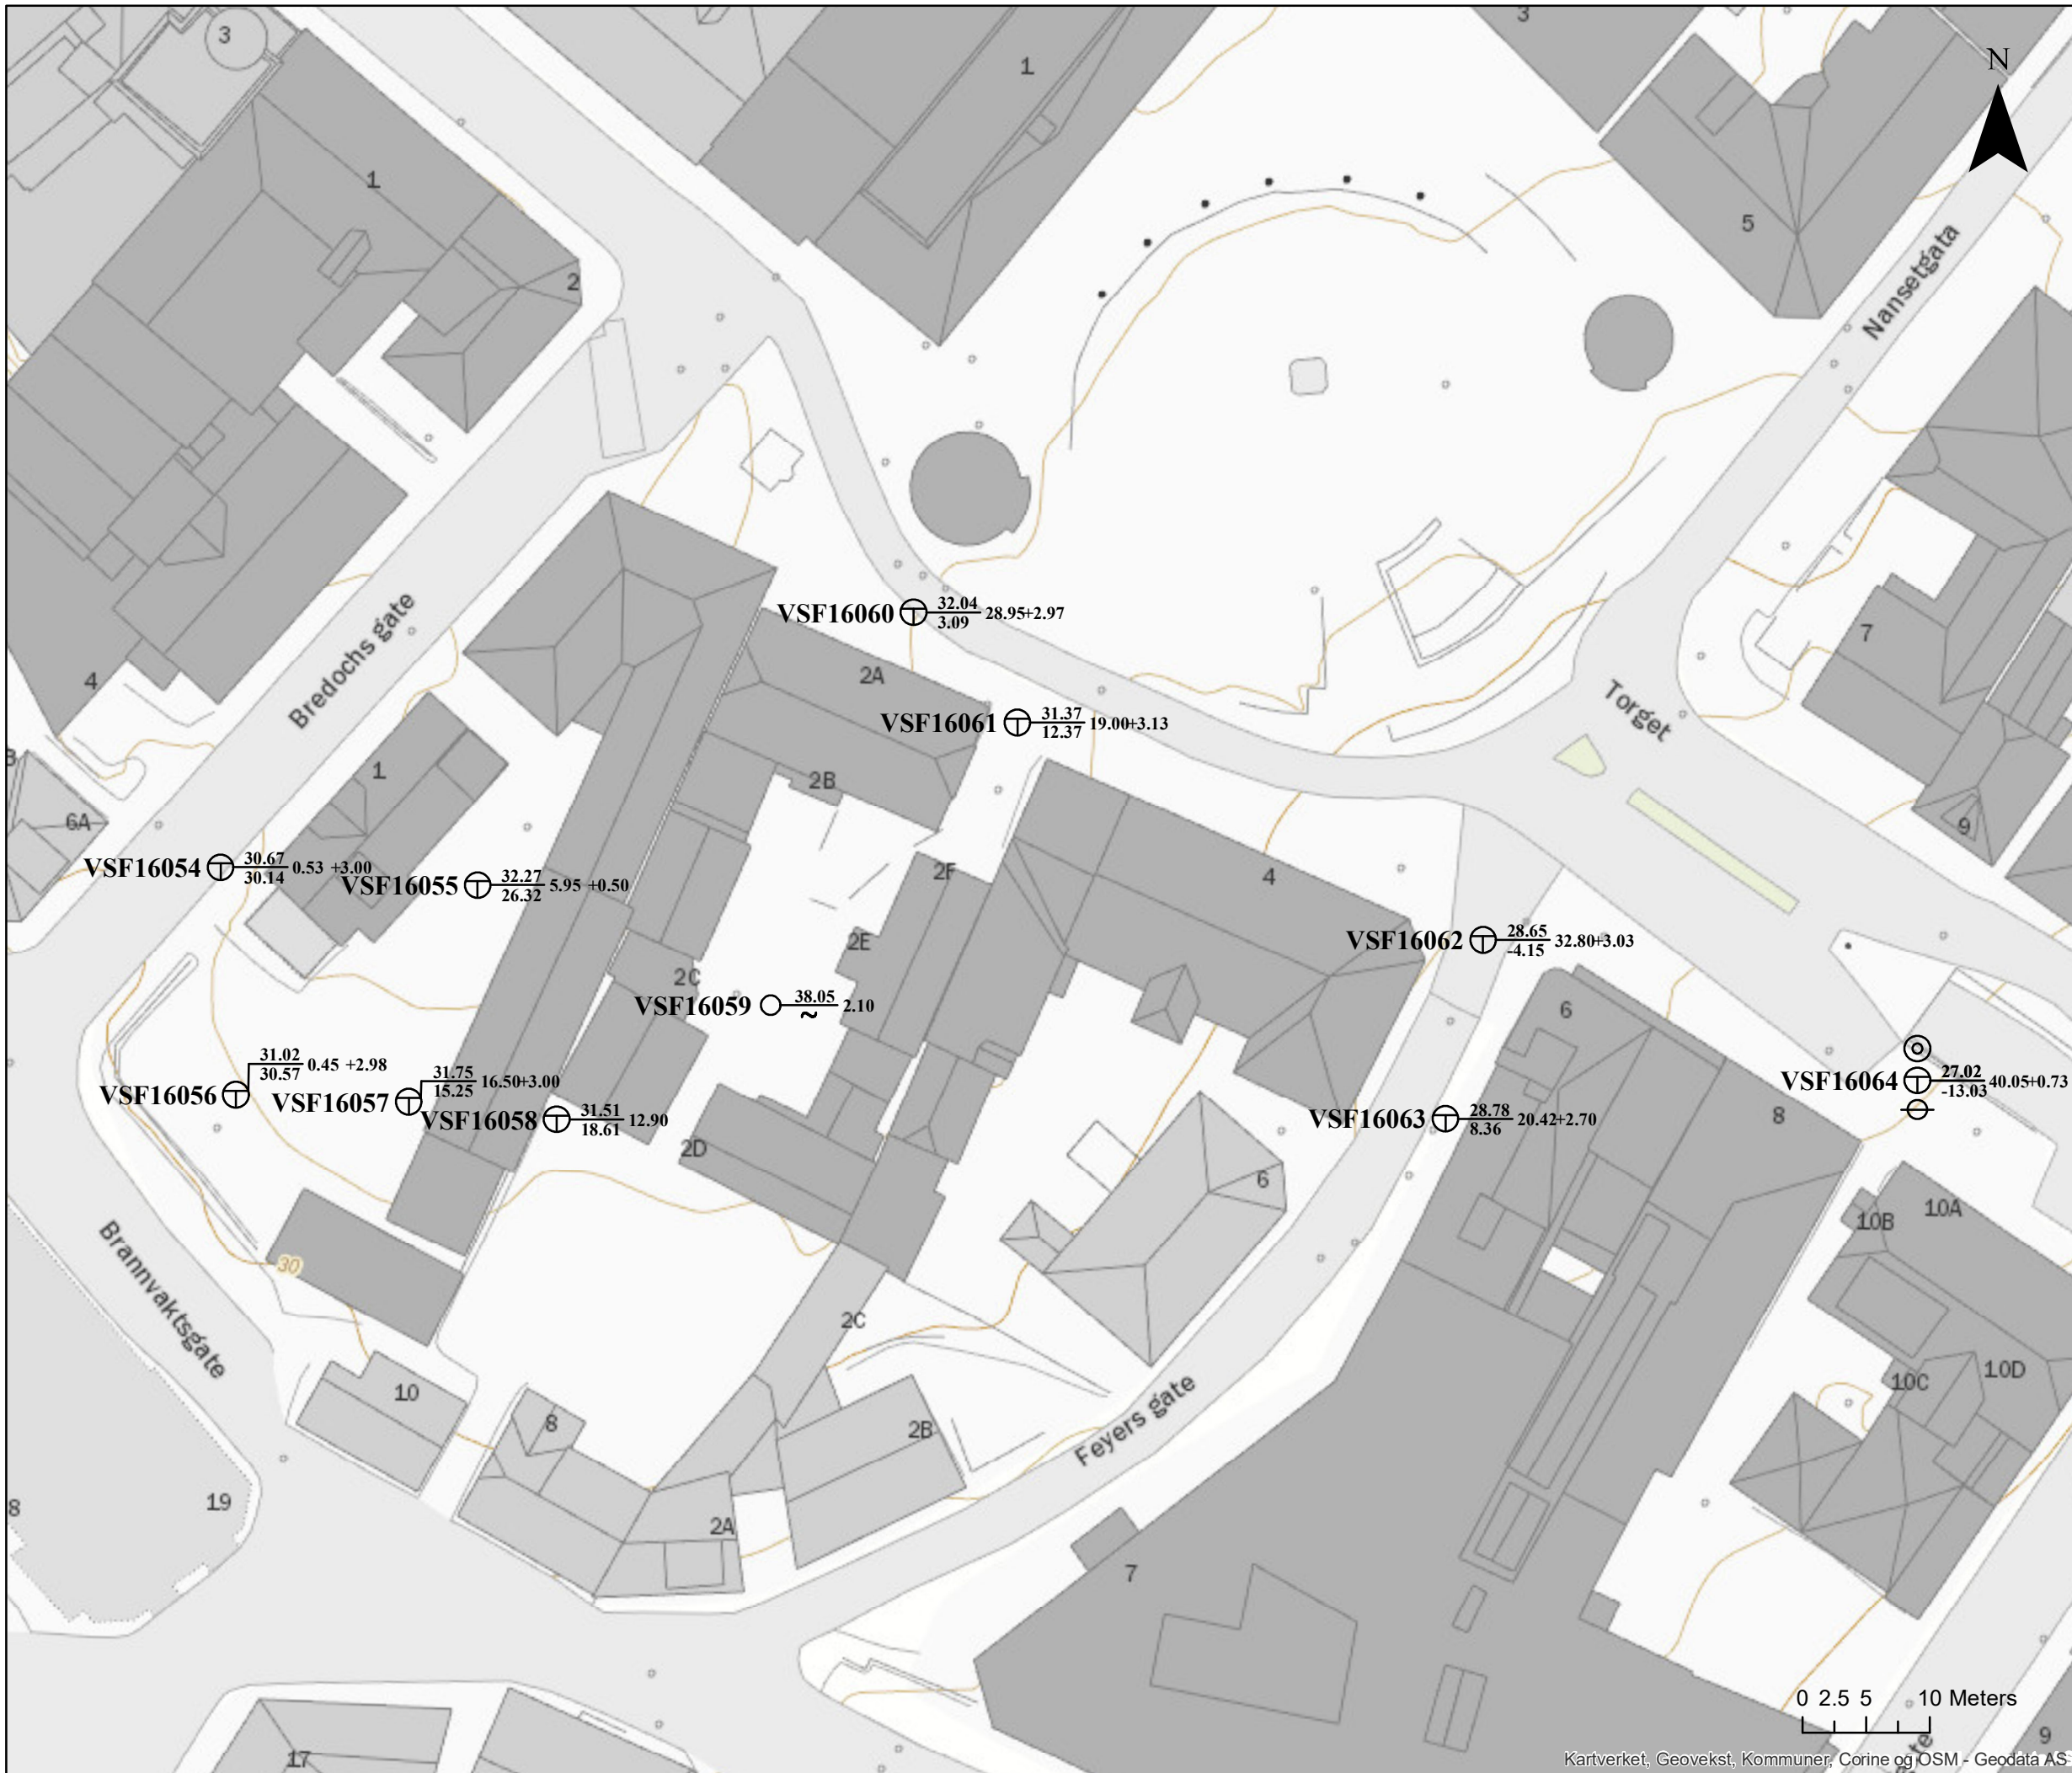 3
1
3
N
1
5
2
Nansetgata
Bredochs gate
VSF16060 32.04 28.95+2.97
3.09
2A
7
4
VSF16061 31.37 19.00+3.13
12.37
Torget
1
2B
6A
9
2F
4
VSF16054 30.67 0.53 +3.00
30.14
VSF16055 32.27 5.95 +0.50
26.32
2E
VSF16062 28.65 32.80+3.03
-4.15
2C
VSF16059 38.05 2.10
~
6
VSF16056 31.02 0.45 +2.98
30.57
VSF16057 31.75 16.50+3.00
15.25
VSF16058 31.51 12.90
18.61
VSF16063 28.78 20.42+2.70
8.36
8
VSF16064 27.02 40.05+0.73
-13.03
2D
6
10B
10A
30
Brannvaktsgate
2C
10
10C
10D
8
2B
Feyers gate
8
19
2A
7
17
9
0 2.5 5 10 Meters
Kartverket, Geovekst, Kommuner, Corine og OSM - Geodata AS